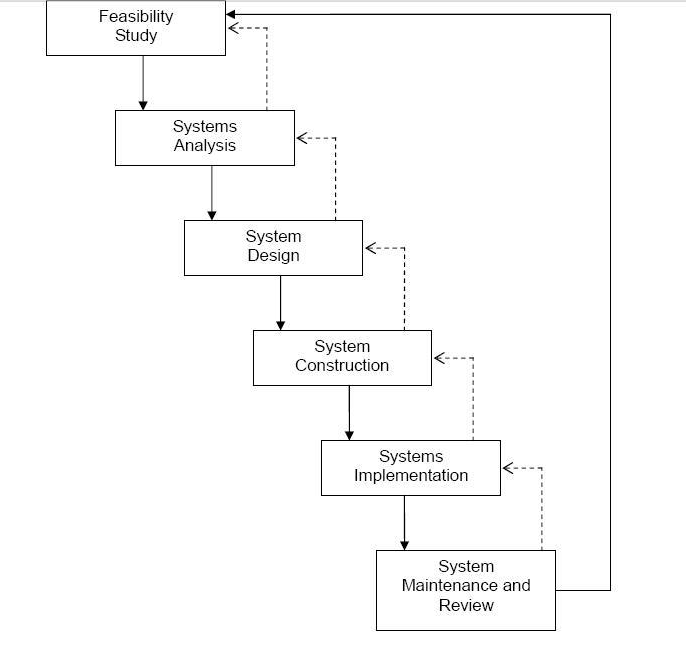 Feasibility
Study
Systems
Analysis
System
Design
System
Construction
Systems
Implementation
System
Maintenance and
Review